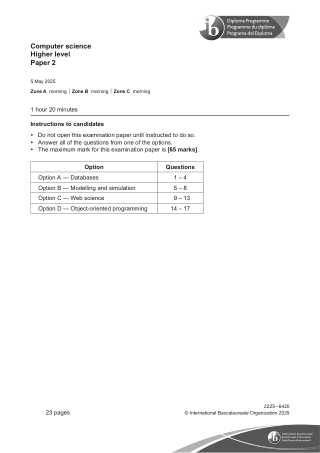 Diploma Programme
Programme du diplôme
Programa del Diploma
Computer science
Higher level
Paper 2
5 May 2025
Zone A morning | Zone B morning | Zone C morning
1 hour 20 minutes
Instructions to candidates
• Do not open this examination paper until instructed to do so.
• Answer all of the questions from one of the options.
• The maximum mark for this examination paper is [65 marks].
Option Questions
Option A — Databases 1 – 4
Option B — Modelling and simulation 5 – 8
Option C — Web science 9 – 13
Option D — Object-oriented programming 14 – 17
23 pages
© International Baccalaureate Organization 2025